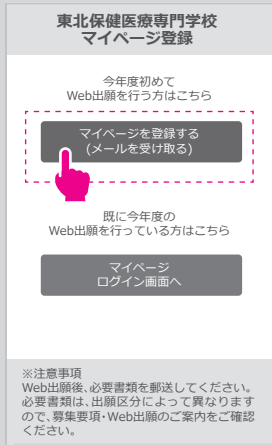 東北保健医療専門学校
マイページ登録
今年度初めて
Web出願を行う方はこちら
マイページを登録する
(メールを受け取る)
既に今年度の
Web出願を行っている方はこちら
マイページ
ログイン画面へ
※注意事項
Web出願後、必要書類を郵送してください。
必要書類は、出願区分によって異なります
ので、募集要項・Web出願のご案内をご確認
ください。